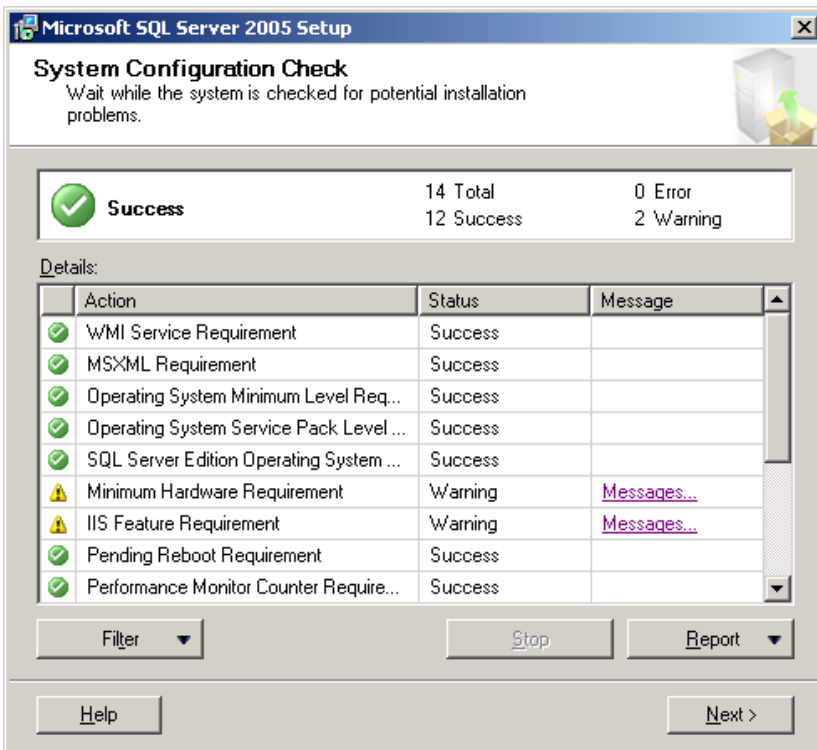 Microsoft SQL Server 2005 Setup
System Configuration Check
Wait while the system is checked for potential installation
problems.
Success
14 Total
0 Error
12 Success
2 Warning
Details:
Action Status Message
WMI Service Requirement Success
MSXML Requirement Success
Operating System Minimum Level Req... Success
Operating System Service Pack Level ... Success
SQL Server Edition Operating System ... Success
Minimum Hardware Requirement Warning Messages...
IIS Feature Requirement Warning Messages...
Pending Reboot Requirement Success
Performance Monitor Counter Require... Success
Filter Stop Report
Help Next >